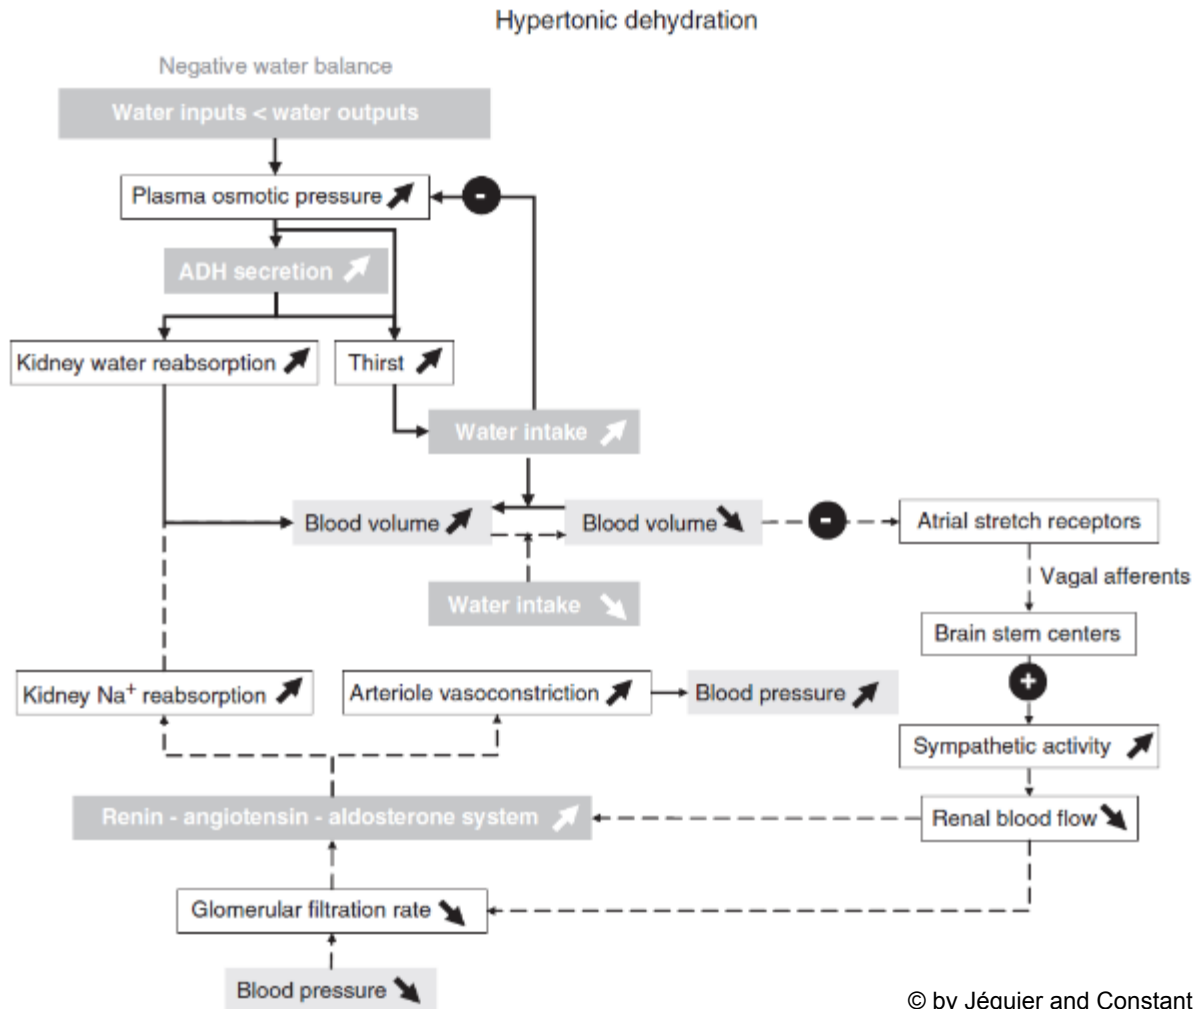 Hypertonic dehydration
Negative water balance
Water inputs < water outputs
Plasma osmotic pressure
-
ADH secretion
Kidney water reabsorption
Thirst
Water intake
Blood volume
Blood volume
-
Atrial stretch receptors
Vagal afferents
Water intake
Brain stem centers
+
Kidney Na⁺ reabsorption
Arteriole vasoconstriction
Blood pressure
Sympathetic activity
Renin - angiotensin - aldosterone system
Renal blood flow
Glomerular filtration rate
Blood pressure
© by Jéquier and Constant